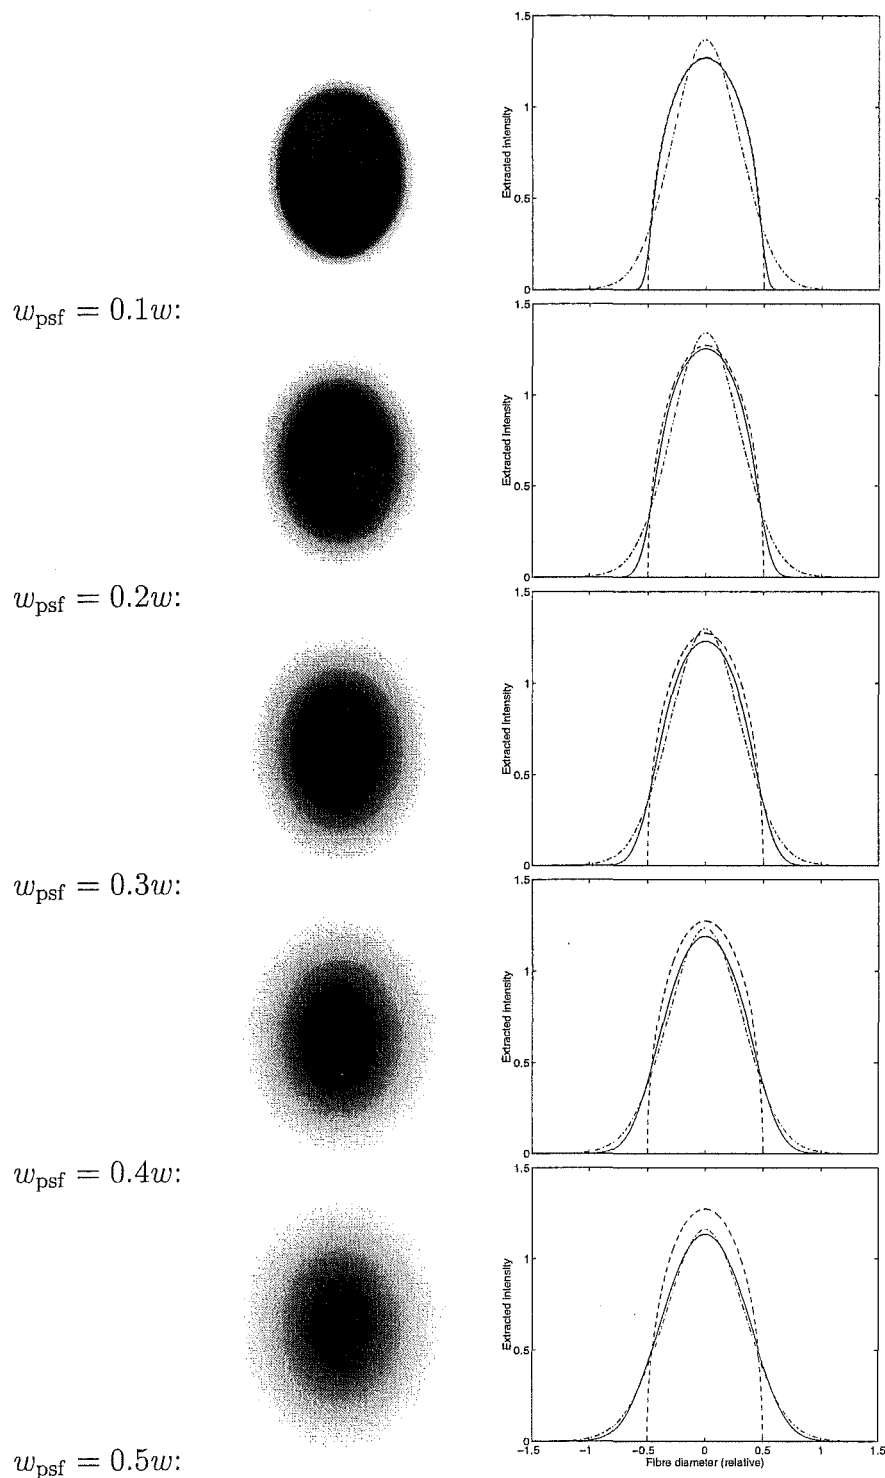 1.5
1
0.5
0
Extracted Intensity
w_psf = 0.1w:
1.5
1
0.5
0
Extracted Intensity
w_psf = 0.2w:
1.5
1
0.5
0
Extracted Intensity
w_psf = 0.3w:
1.5
1
0.5
0
Extracted Intensity
w_psf = 0.4w:
1.5
1
0.5
0
Extracted Intensity
-1.5 -1 -0.5 0 0.5 1 1.5
Fibre diameter (relative)
w_psf = 0.5w: